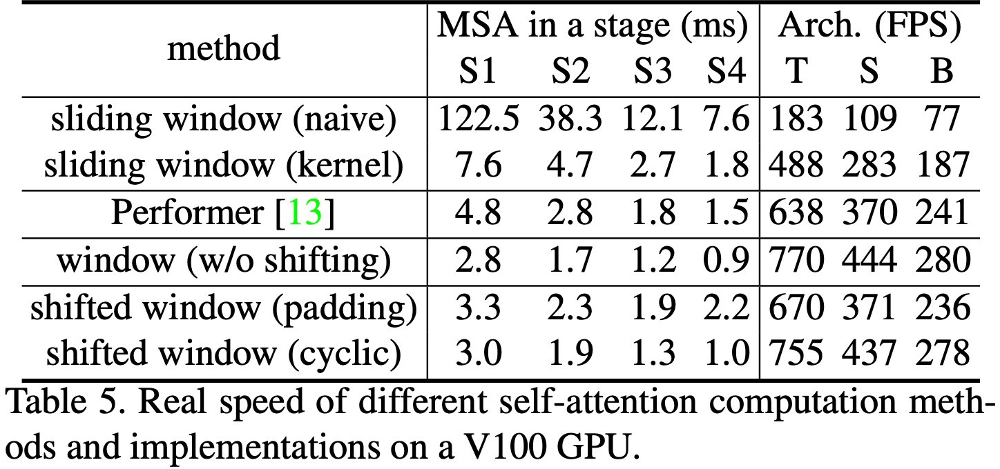 method MSA in a stage (ms) Arch. (FPS)
S1 S2 S3 S4 T S B
sliding window (naive) 122.5 38.3 12.1 7.6 183 109 77
sliding window (kernel) 7.6 4.7 2.7 1.8 488 283 187
Performer [13] 4.8 2.8 1.8 1.5 638 370 241
window (w/o shifting) 2.8 1.7 1.2 0.9 770 444 280
shifted window (padding) 3.3 2.3 1.9 2.2 670 371 236
shifted window (cyclic) 3.0 1.9 1.3 1.0 755 437 278
Table 5. Real speed of different self-attention computation meth-
ods and implementations on a V100 GPU.